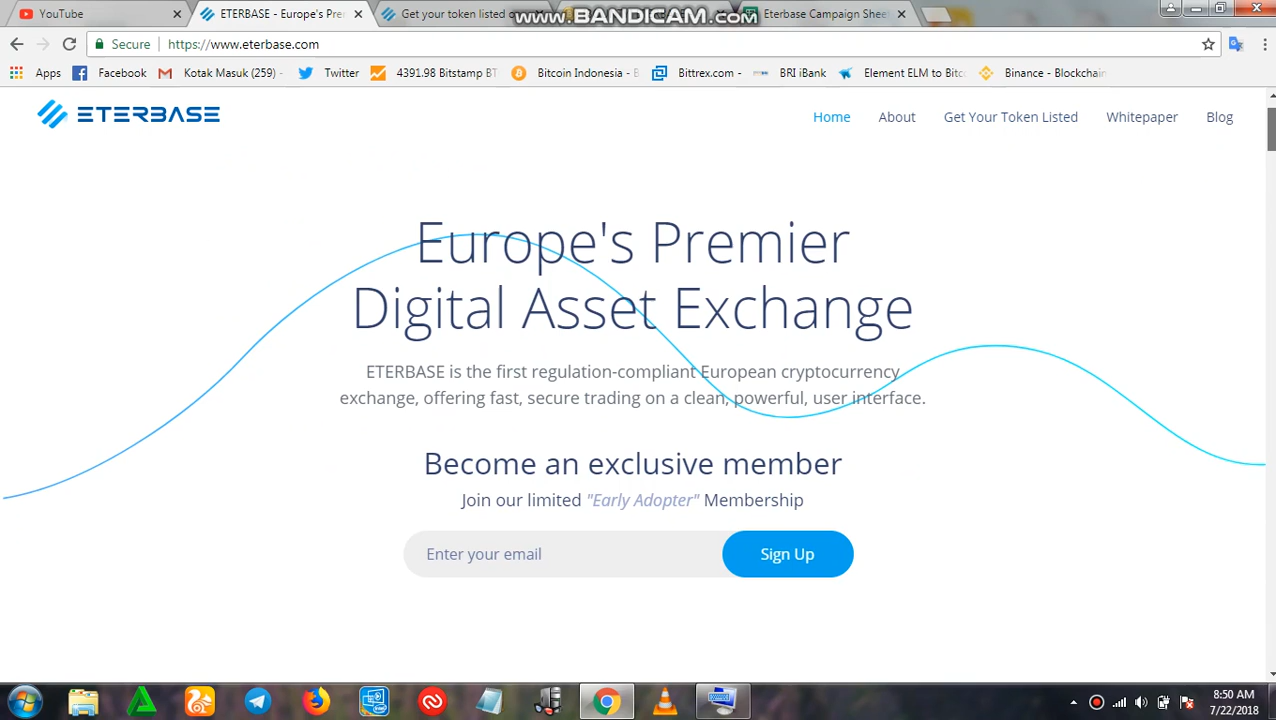 www.BANDICAM.com
YouTube
ETERBASE - Europe's Pre
Get your token listed o
Eterbase Campaign Shee
Secure
https://www.eterbase.com
Apps
Facebook
Kotak Masuk (259) -
Twitter
4391.98 Bitstamp BT
Bitcoin Indonesia - B
Bittrex.com -
BRI iBank
Element ELM to Bitc
Binance - Blockchain
ETERBASE
Home
About
Get Your Token Listed
Whitepaper
Blog
Europe's Premier
Digital Asset Exchange
ETERBASE is the first regulation-compliant European cryptocurrency
exchange, offering fast, secure trading on a clean, powerful, user interface.
Become an exclusive member
Join our limited "Early Adopter" Membership
Enter your email
Sign Up
8:50 AM
7/22/2018